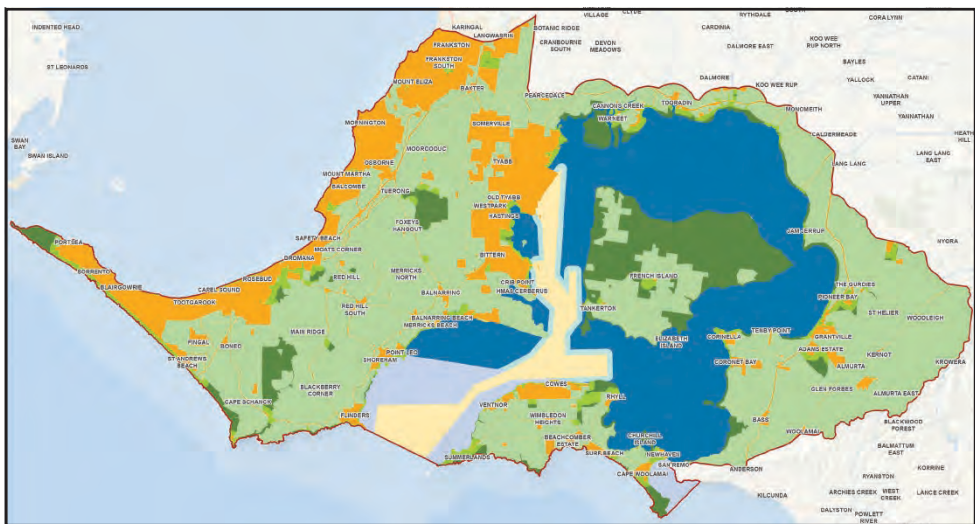 INDENTED HEAD
ST LEONARDS
SWAN
BAY
SWAN ISLAND
KARINGAL
LANGWARRIN
FRANKSTON
FRANKSTON
SOUTH
MOUNT ELIZA
BAXTER
VILLAGE
CLYDE
BOTANIC RIDGE
CRANBOURNE
SOUTH
DEVON
MEADOWS
CARDINIA
RYTHDALE
DALMORE EAST
KOO WEE
RUP NORTH
CORA LYNN
BAYLES
YALLOCK
CATANI
YANNATHAN
UPPER
YANNATHAN
HEATH
HILL
LANG LANG
EAST
PEARCEDALE
CANNONS CREEK
WARNEET
TOORADIN
DALMORE
KOO WEE RUP
MONOMEITH
CALDERMEADE
LANG LANG
MORNINGTON
OSBORNE
MOUNT MARTHA
BALCOMBE
MOOROODUC
TUERONG
SOMERVILLE
TYABB
OLD TYABB
WESTPARK
HASTINGS
FOXEYS
HANGOUT
SAFETY BEACH
MOATS CORNER
DROMANA
ROSEBUD
CAPEL SOUND
TOOTGAROOK
BLAIRGOWRIE
SORRENTO
PORTSEA
RED HILL
MERRICKS
NORTH
BITTERN
CRIB POINT
HMAS CERBERUS
BALNARRING
RED HILL
SOUTH
BALNARRING BEACH
MERRICKS BEACH
MAIN RIDGE
FINGAL
BONEO
ST ANDREWS
BEACH
POINT LEO
SHOREHAM
BLACKBERRY
CORNER
CAPE SCHANCK
FLINDERS
JAM JERRUP
NYORA
FRENCH ISLAND
TANKERTON
ELIZABETH
ISLAND
THE GURDIES
PIONEER BAY
ST HELIER
WOODLEIGH
CORINELLA
TENBY POINT
GRANTVILLE
ADAMS ESTATE
CORONET BAY
KERNOT
KROWERA
ALMURTA
GLEN FORBES
ALMURTA EAST
COWES
VENTNOR
RHYLL
WIMBLEDON
HEIGHTS
BEACHCOMBER
ESTATE
SURF BEACH
SUMMERLANDS
CHURCHILL
ISLAND
NEWHAVEN
SAN REMO
CAPE WOOLAMAI
BASS
WOOLAMAI
ANDERSON
KILCUNDA
BLACKWOOD
FOREST
BALMATTUM
EAST
KORRINE
RYANSTON
ARCHIES CREEK
WEST
CREEK
LANCE CREEK
DALYSTON
POWLETT
RIVER